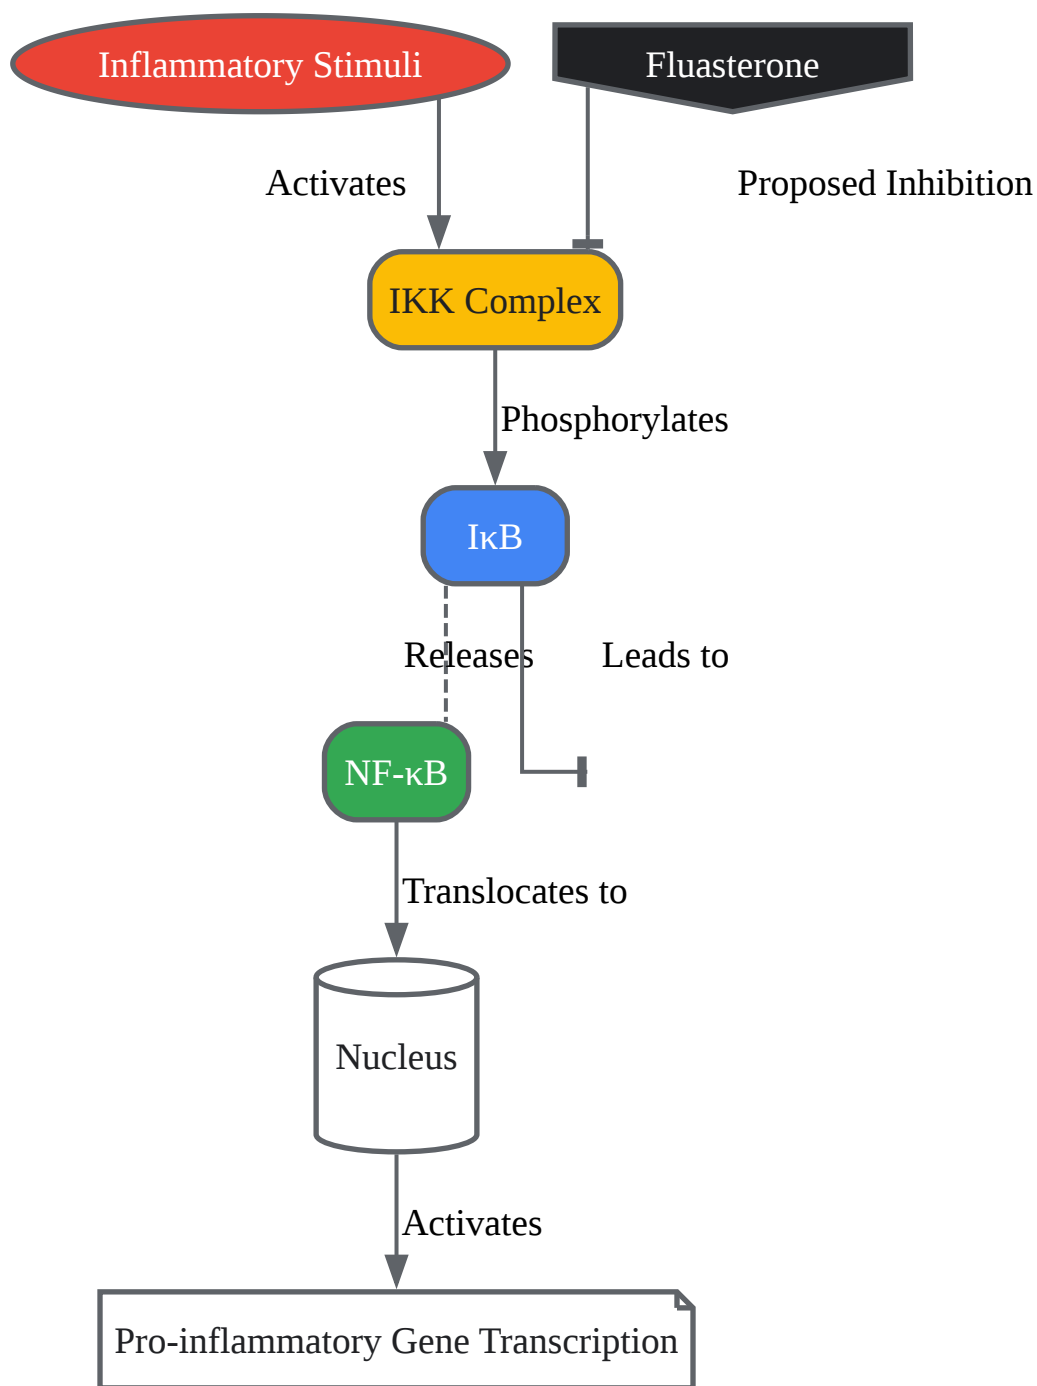 Inflammatory Stimuli
Fluasterone
Activates
Proposed Inhibition
IKK Complex
Phosphorylates
IκB
Releases
Leads to
NF-κB
Translocates to
Nucleus
Activates
Pro-inflammatory Gene Transcription